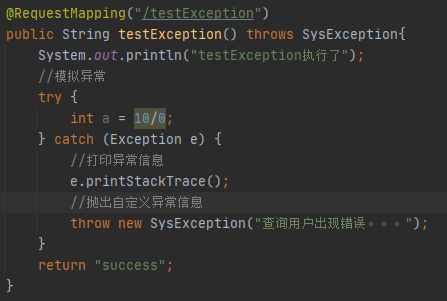 @RequestMapping("/testException")
public String testException() throws SysException{
    System.out.println("testException执行了");
    //模拟异常
    try {
        int a = 10/0;
    } catch (Exception e) {
        //打印异常信息
        e.printStackTrace();
        //抛出自定义异常信息
        throw new SysException("查询用户出现错误。。。");
    }
    return "success";
}